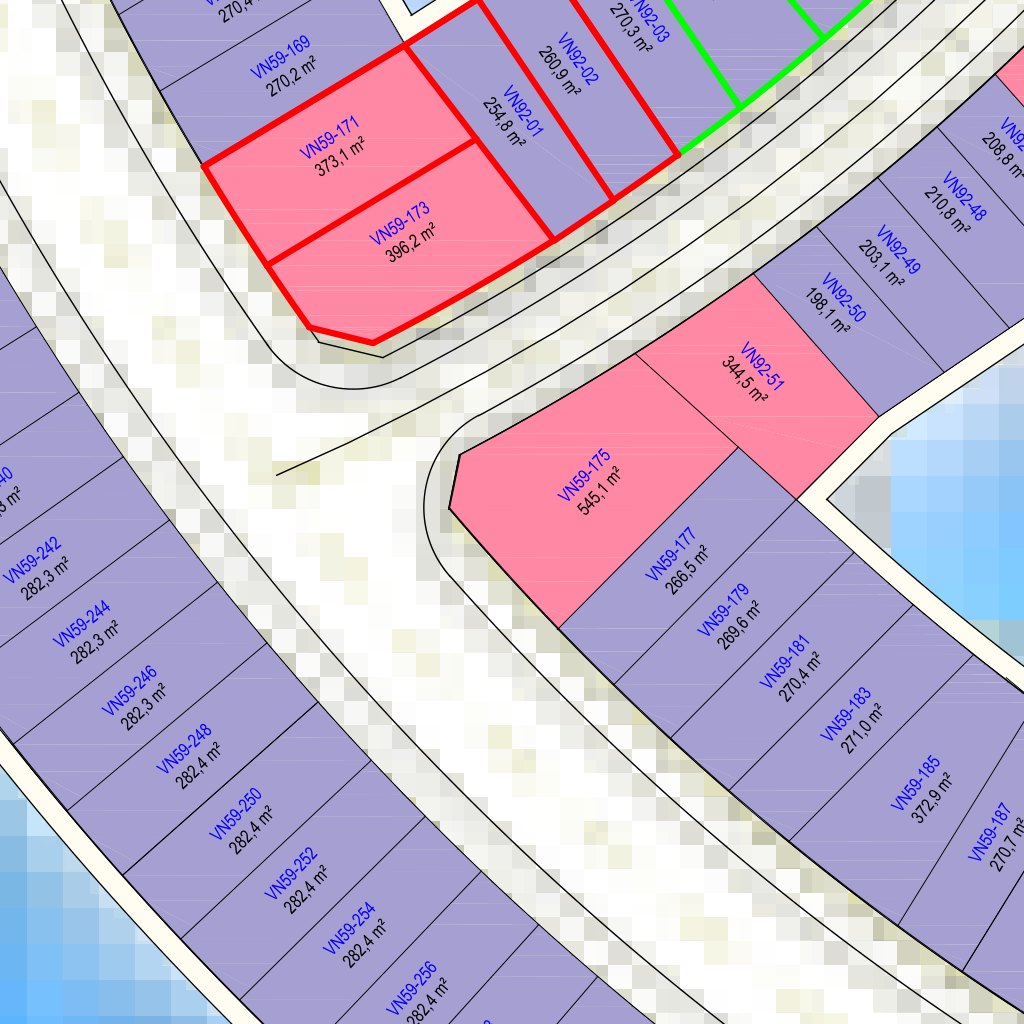 VN59-169
270,2 m²
VN59-171
373,1 m²
VN59-173
396,2 m²
VN92-01
254,8 m²
VN92-02
260,9 m²
VN92-03
270,3 m²
VN92-48
210,8 m²
VN92-49
203,1 m²
VN92-50
198,1 m²
VN92-51
344,5 m²
208,8
VN59-175
545,1 m²
VN59-177
266,5 m²
VN59-179
269,6 m²
VN59-181
270,4 m²
VN59-183
271,0 m²
VN59-185
372,9 m²
VN59-187
270,7 m²
VN59-242
282,3 m²
VN59-244
282,3 m²
VN59-246
282,3 m²
VN59-248
282,4 m²
VN59-250
282,4 m²
VN59-252
282,4 m²
VN59-254
282,4 m²
VN59-256
282,4 m²